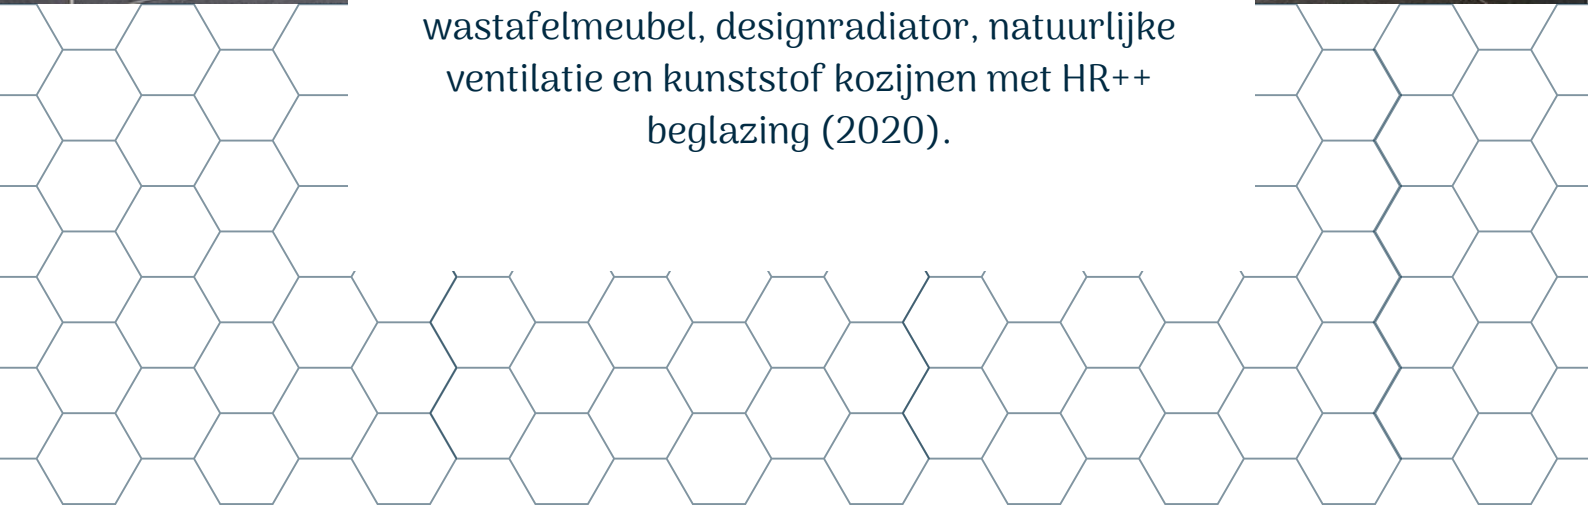 wastafelmeubel, designradiator, natuurlijke
ventilatie en kunststof kozijnen met HR++
beglazing (2020).